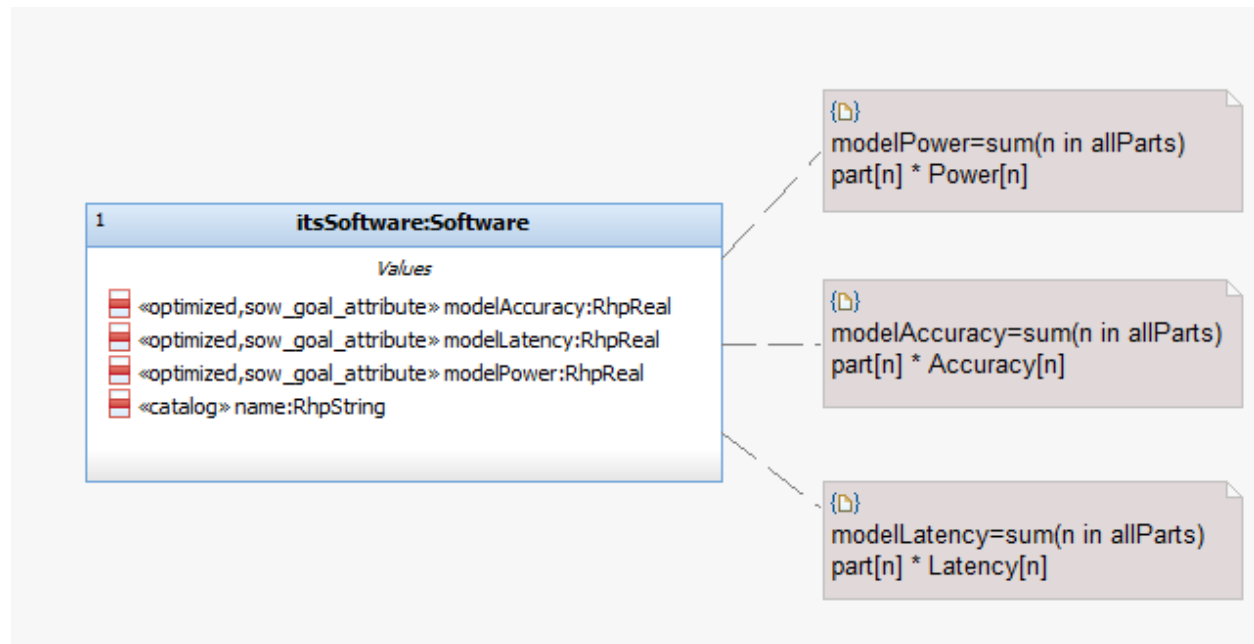 1
itsSoftware:Software
Values
«optimized,sow_goal_attribute» modelAccuracy:RhpReal
«optimized,sow_goal_attribute» modelLatency:RhpReal
«optimized,sow_goal_attribute» modelPower:RhpReal
«catalog» name:RhpString
{}
modelPower=sum(n in allParts)
part[n] * Power[n]
{}
modelAccuracy=sum(n in allParts)
part[n] * Accuracy[n]
{}
modelLatency=sum(n in allParts)
part[n] * Latency[n]